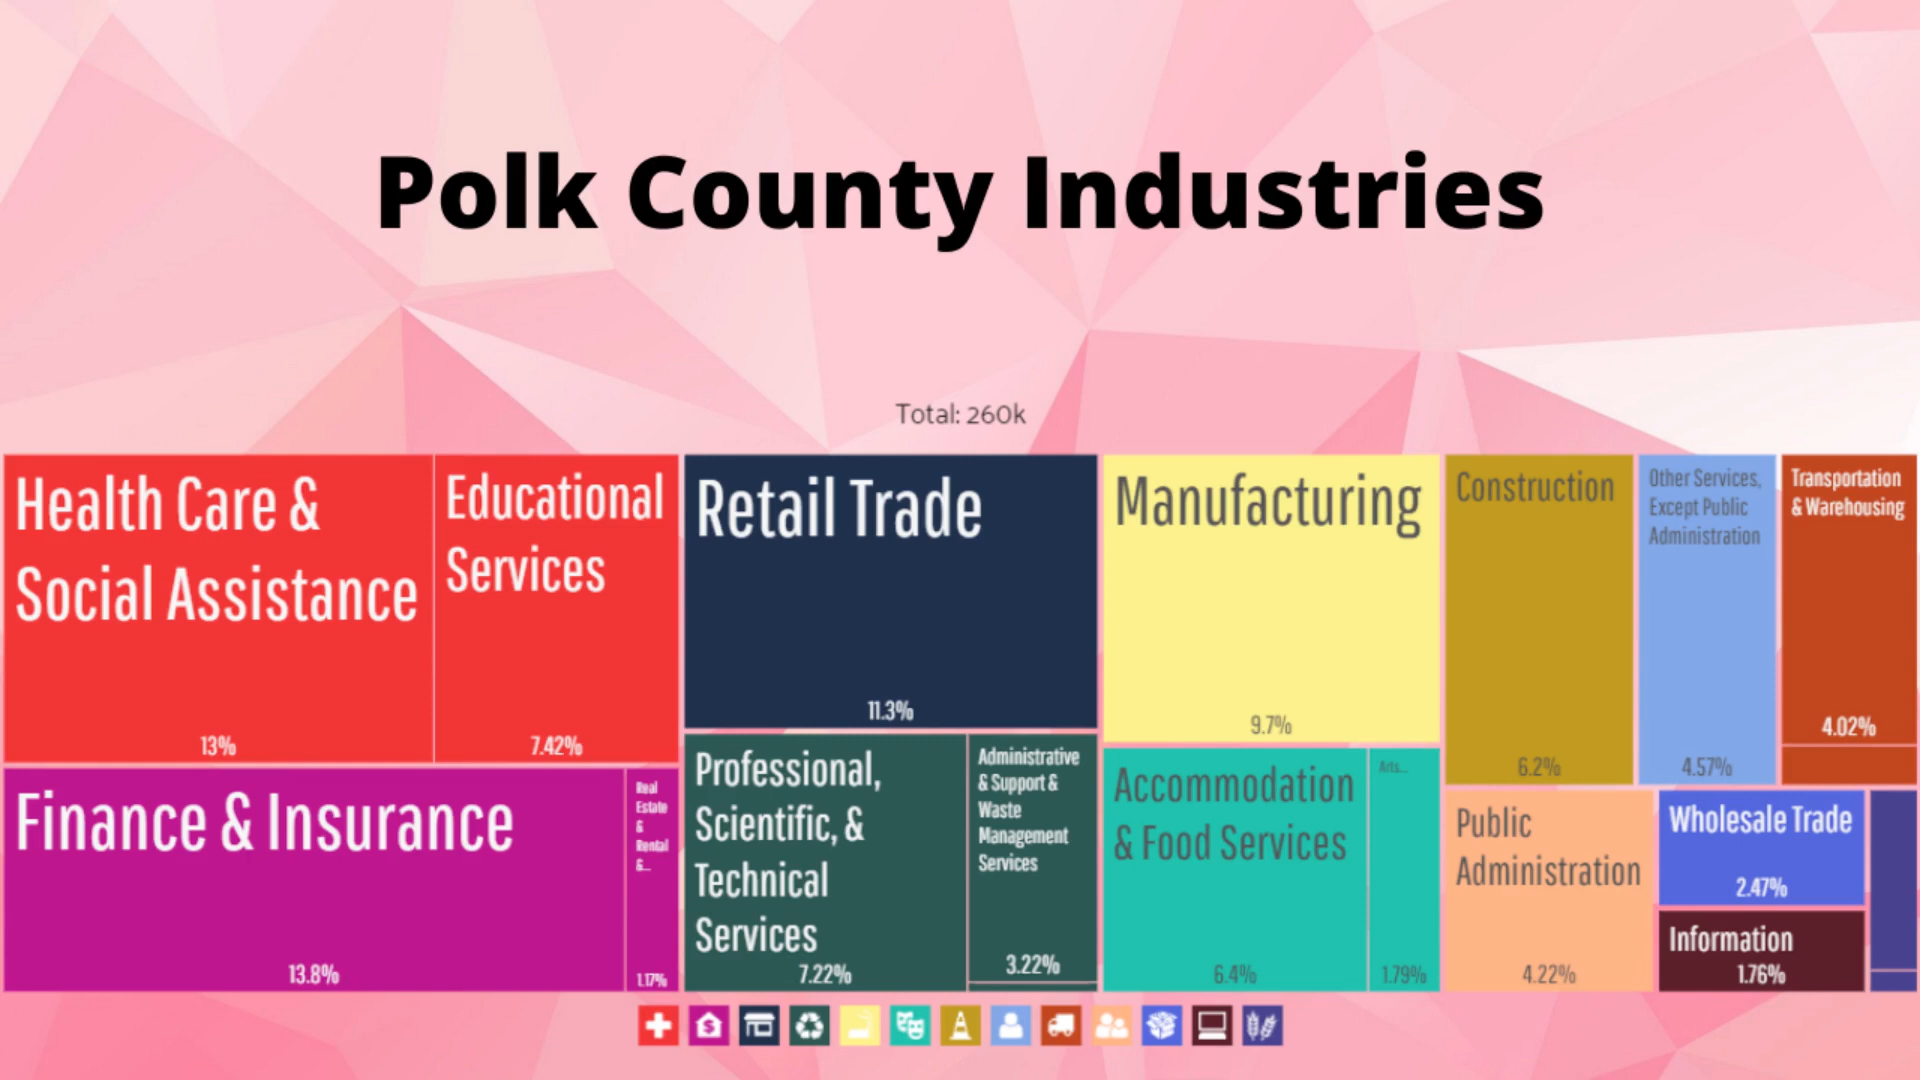 Polk County Industries
Total: 260k
Health Care &
Social Assistance
13%
Educational
Services
7.42%
Finance & Insurance
13.8%
Real
Estate
&
Rental
&...
1.17%
Retail Trade
11.3%
Professional,
Scientific, &
Technical
Services
7.22%
Administrative
& Support &
Waste
Management
Services
3.22%
Manufacturing
9.7%
Accommodation
& Food Services
6.4%
Arts...
1.79%
Construction
6.2%
Other Services,
Except Public
Administration
4.57%
Transportation
& Warehousing
4.02%
Public
Administration
4.22%
Wholesale Trade
2.47%
Information
1.76%
$